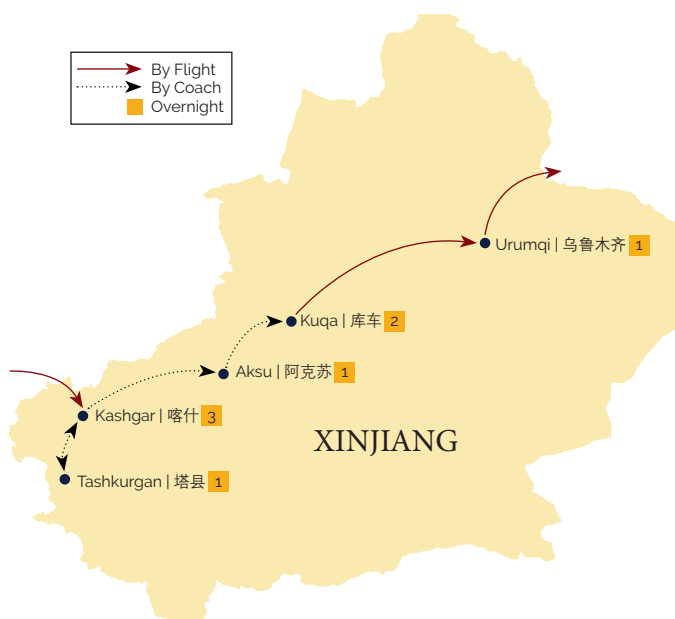 By Flight
By Coach
Overnight
Urumqi | 乌鲁木齐 1
Kuqa | 库车 2
Aksu | 阿克苏 1
Kashgar | 喀什 3
XINJIANG
Tashkurgan | 塔县 1